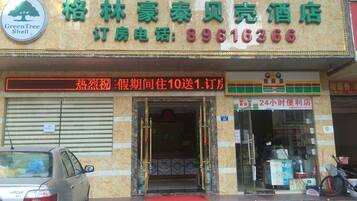 格林豪泰贝壳酒店
GreenTree
Shell
订房电话: 89616366
热烈祝 假期间住10送1.订房
24小时便利店